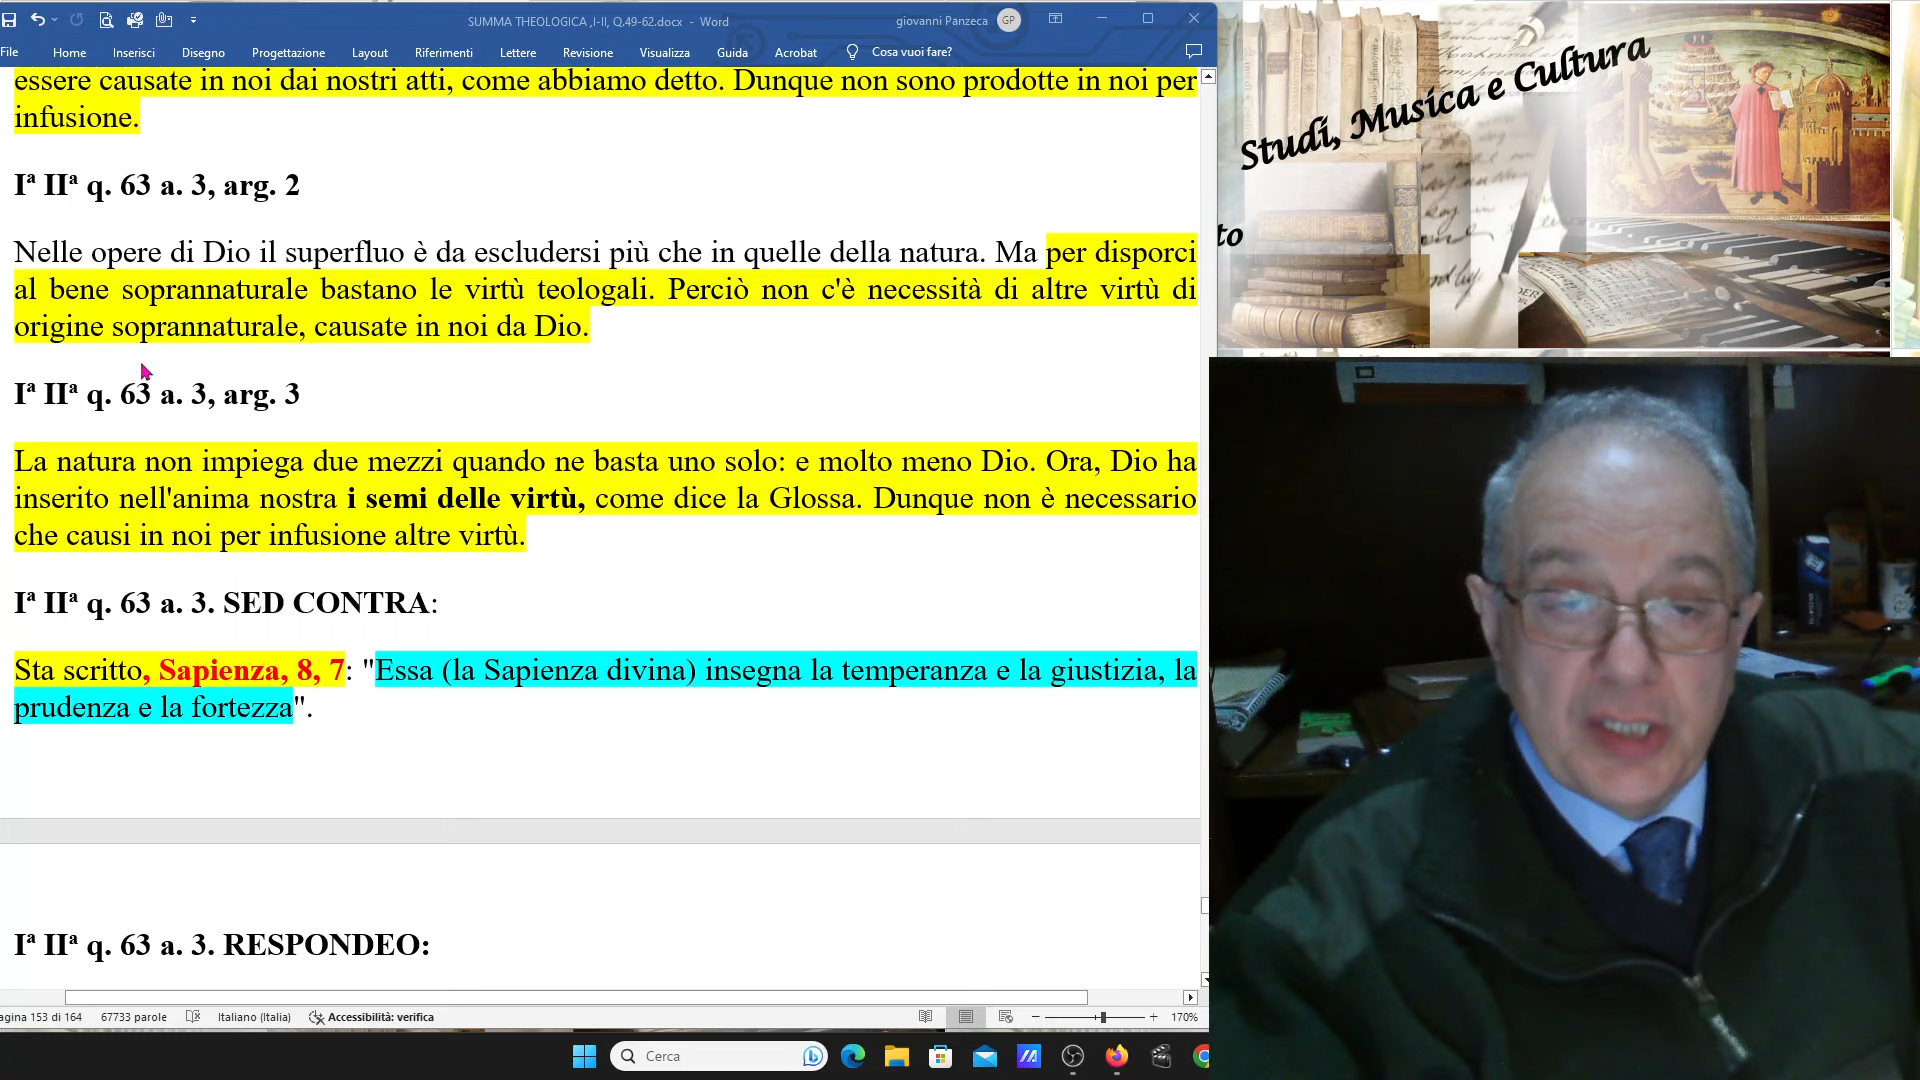 SUMMA THEOLOGICA ,I-II, Q.49-62.docx - Word
giovanni Panzeca
GP
File Home Inserisci Disegno Progettazione Layout Riferimenti Lettere Revisione Visualizza Guida Acrobat Cosa vuoi fare?
essere causate in noi dai nostri atti, come abbiamo detto. Dunque non sono prodotte in noi per
infusione.
Iª IIª q. 63 a. 3, arg. 2
Nelle opere di Dio il superfluo è da escludersi più che in quelle della natura. Ma per disporci
al bene soprannaturale bastano le virtù teologali. Perciò non c'è necessità di altre virtù di
origine soprannaturale, causate in noi da Dio.
Iª IIª q. 63 a. 3, arg. 3
La natura non impiega due mezzi quando ne basta uno solo: e molto meno Dio. Ora, Dio ha
inserito nell'anima nostra i semi delle virtù, come dice la Glossa. Dunque non è necessario
che causi in noi per infusione altre virtù.
Iª IIª q. 63 a. 3. SED CONTRA:
Sta scritto, Sapienza, 8, 7: "Essa (la Sapienza divina) insegna la temperanza e la giustizia, la
prudenza e la fortezza".
Iª IIª q. 63 a. 3. RESPONDEO:
agina 153 di 164 67733 parole Italiano (Italia) Accessibilità: verifica 170%
Cerca
Studi, Musica e Cultura
to